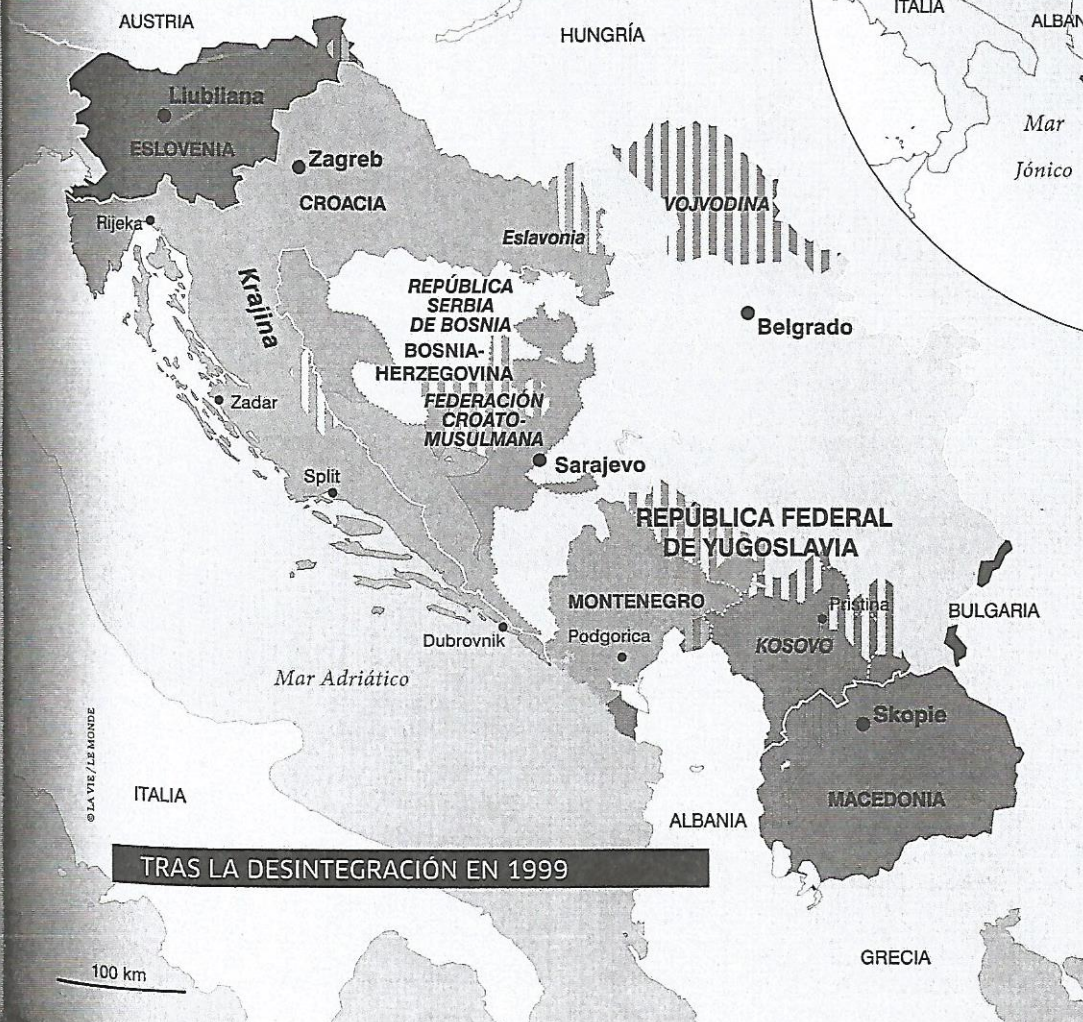 AUSTRIA
HUNGRÍA
ITALIA
ALBAN
Mar
Jónico
Liubliana
ESLOVENIA
Zagreb
CROACIA
VOJVODINA
Rijeka
Eslavonia
Krajina
REPÚBLICA
SERBIA
DE BOSNIA
Belgrado
BOSNIA-
HERZEGOVINA
FEDERACIÓN
CROATO-
MUSULMANA
Zadar
Sarajevo
Split
REPÚBLICA FEDERAL
DE YUGOSLAVIA
MONTENEGRO
Pristina
BULGARIA
Dubrovnik
Podgorica
KOSOVO
Mar Adriático
Skopie
© LA VIE / LE MONDE
ITALIA
MACEDONIA
ALBANIA
TRAS LA DESINTEGRACIÓN EN 1999
GRECIA
100 km